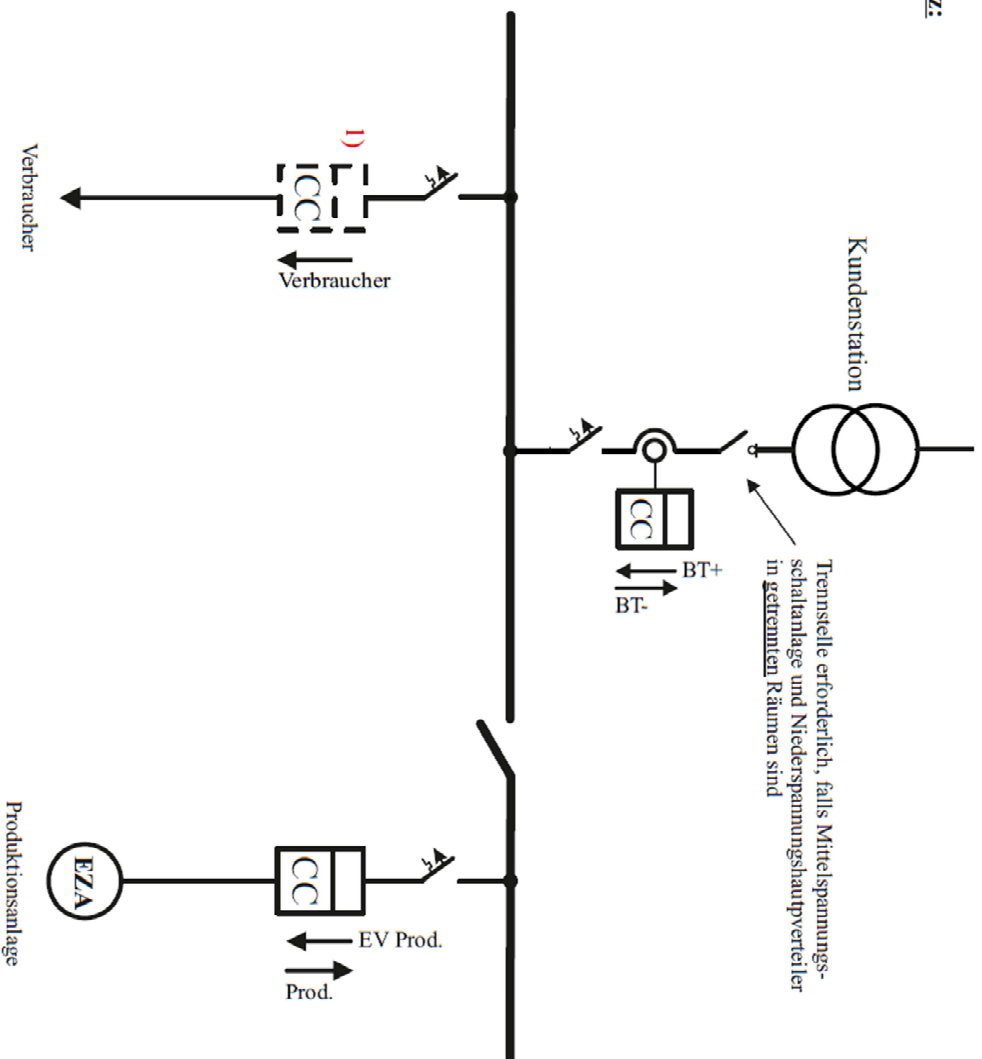 z:
Kundenstation
Trennstelle erforderlich, falls Mittelspannungs-
schaltanlage und Niederspannungshautpverteiler
in getrennten Räumen sind
CC
BT+
BT-
1)
CC
Verbraucher
Verbraucher
CC
EV Prod.
Prod.
EZA
Produktionsanlage